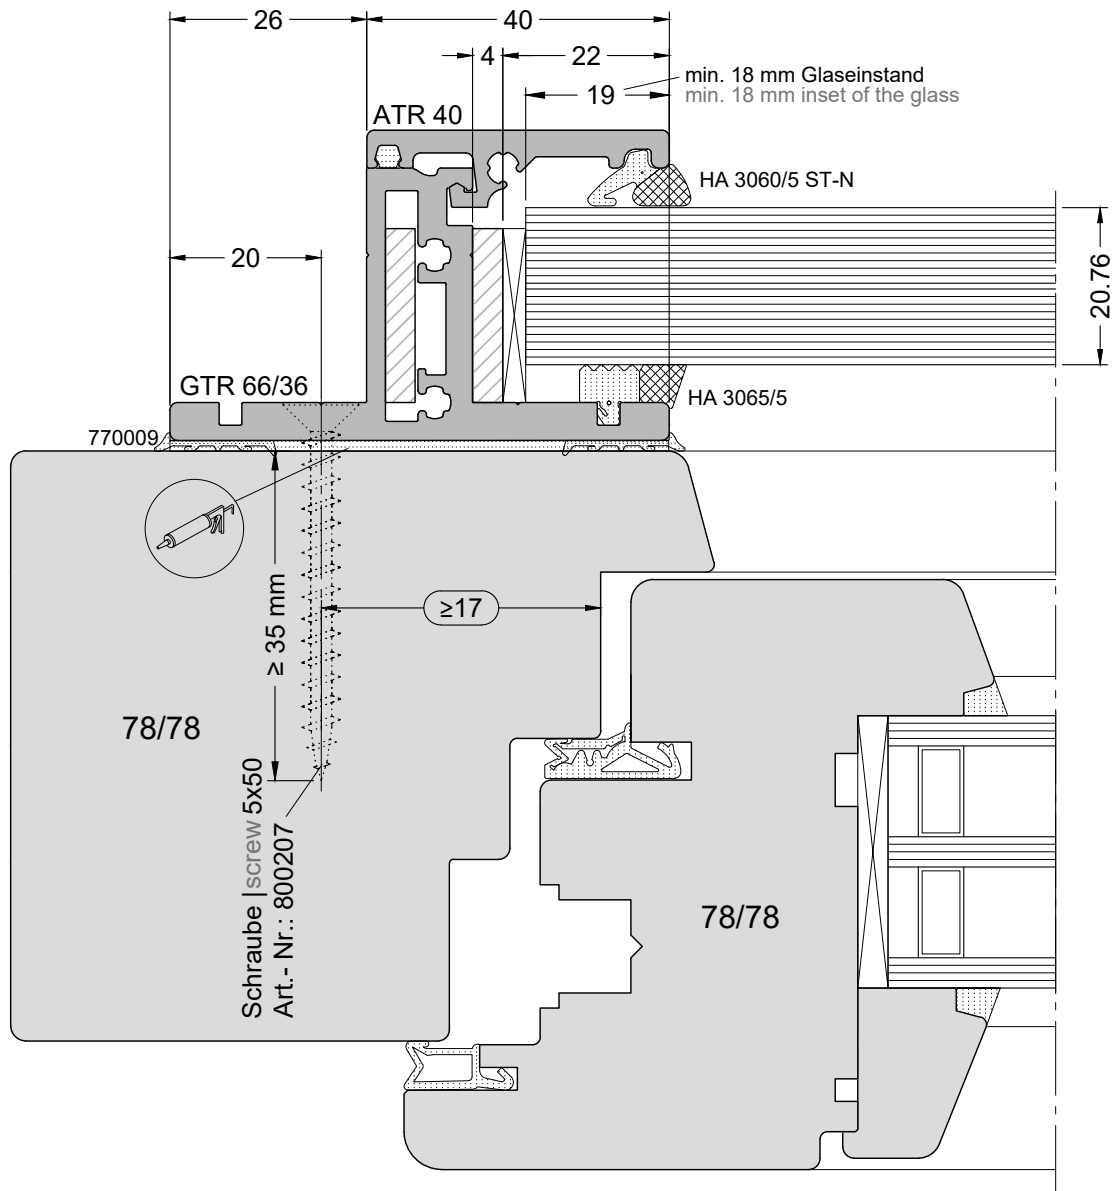 26
40
4
22
min. 18 mm Glaseinstand
19
min. 18 mm inset of the glass
ATR 40
HA 3060/5 ST-N
20
20.76
GTR 66/36
HA 3065/5
770009
≥ 35 mm
≥17
78/78
Schraube | screw 5x50
Art.- Nr.: 800207
78/78